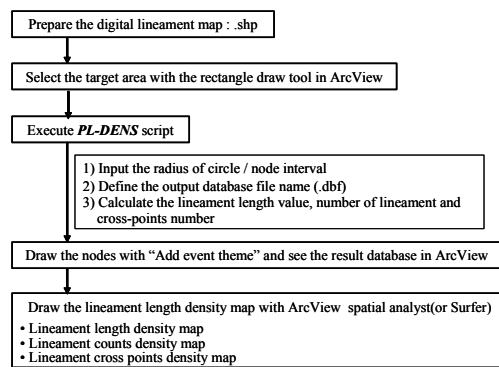 Prepare the digital lineament map : .shp
Select the target area with the rectangle draw tool in ArcView
Execute PL-DENS script
1) Input the radius of circle / node interval
2) Define the output database file name (.dbf)
3) Calculate the lineament length value, number of lineament and
cross-points number
Draw the nodes with “Add event theme” and see the result database in ArcView
Draw the lineament length density map with ArcView spatial analyst(or Surfer)
• Lineament length density map
• Lineament counts density map
• Lineament cross points density map